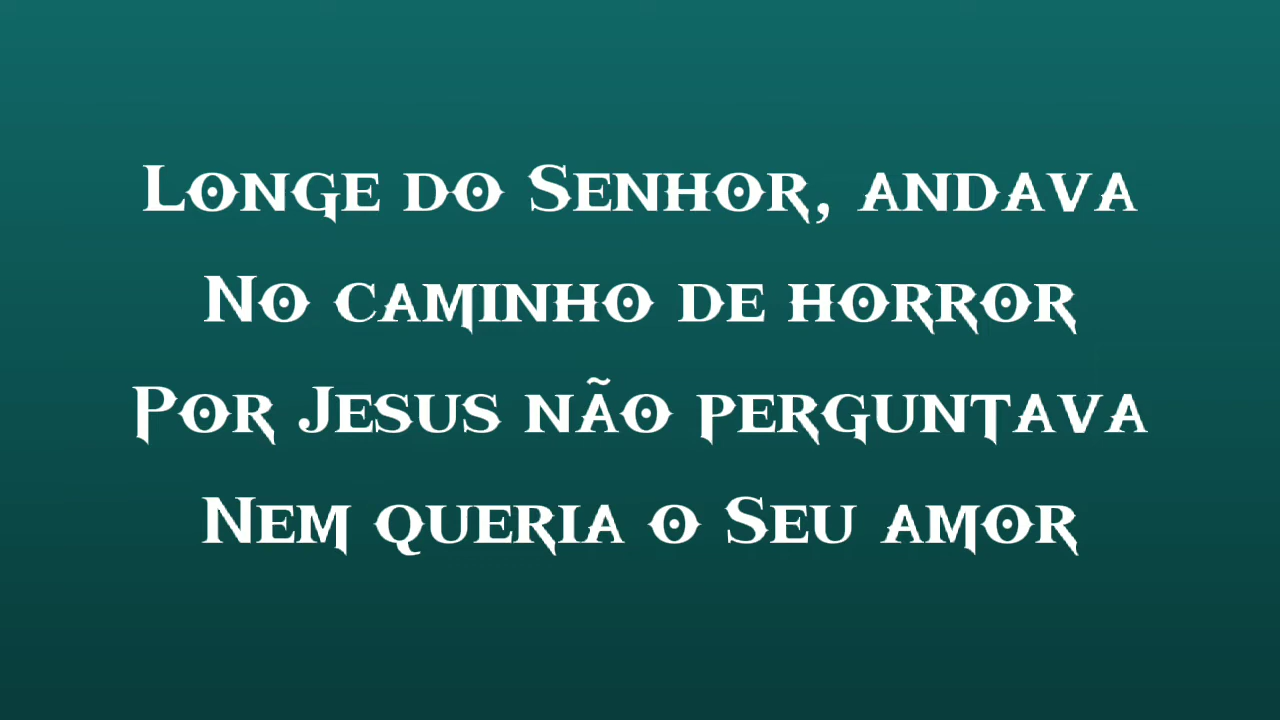 Longe do Senhor, andava
No caminho de horror
Por Jesus não perguntava
Nem queria o Seu amor